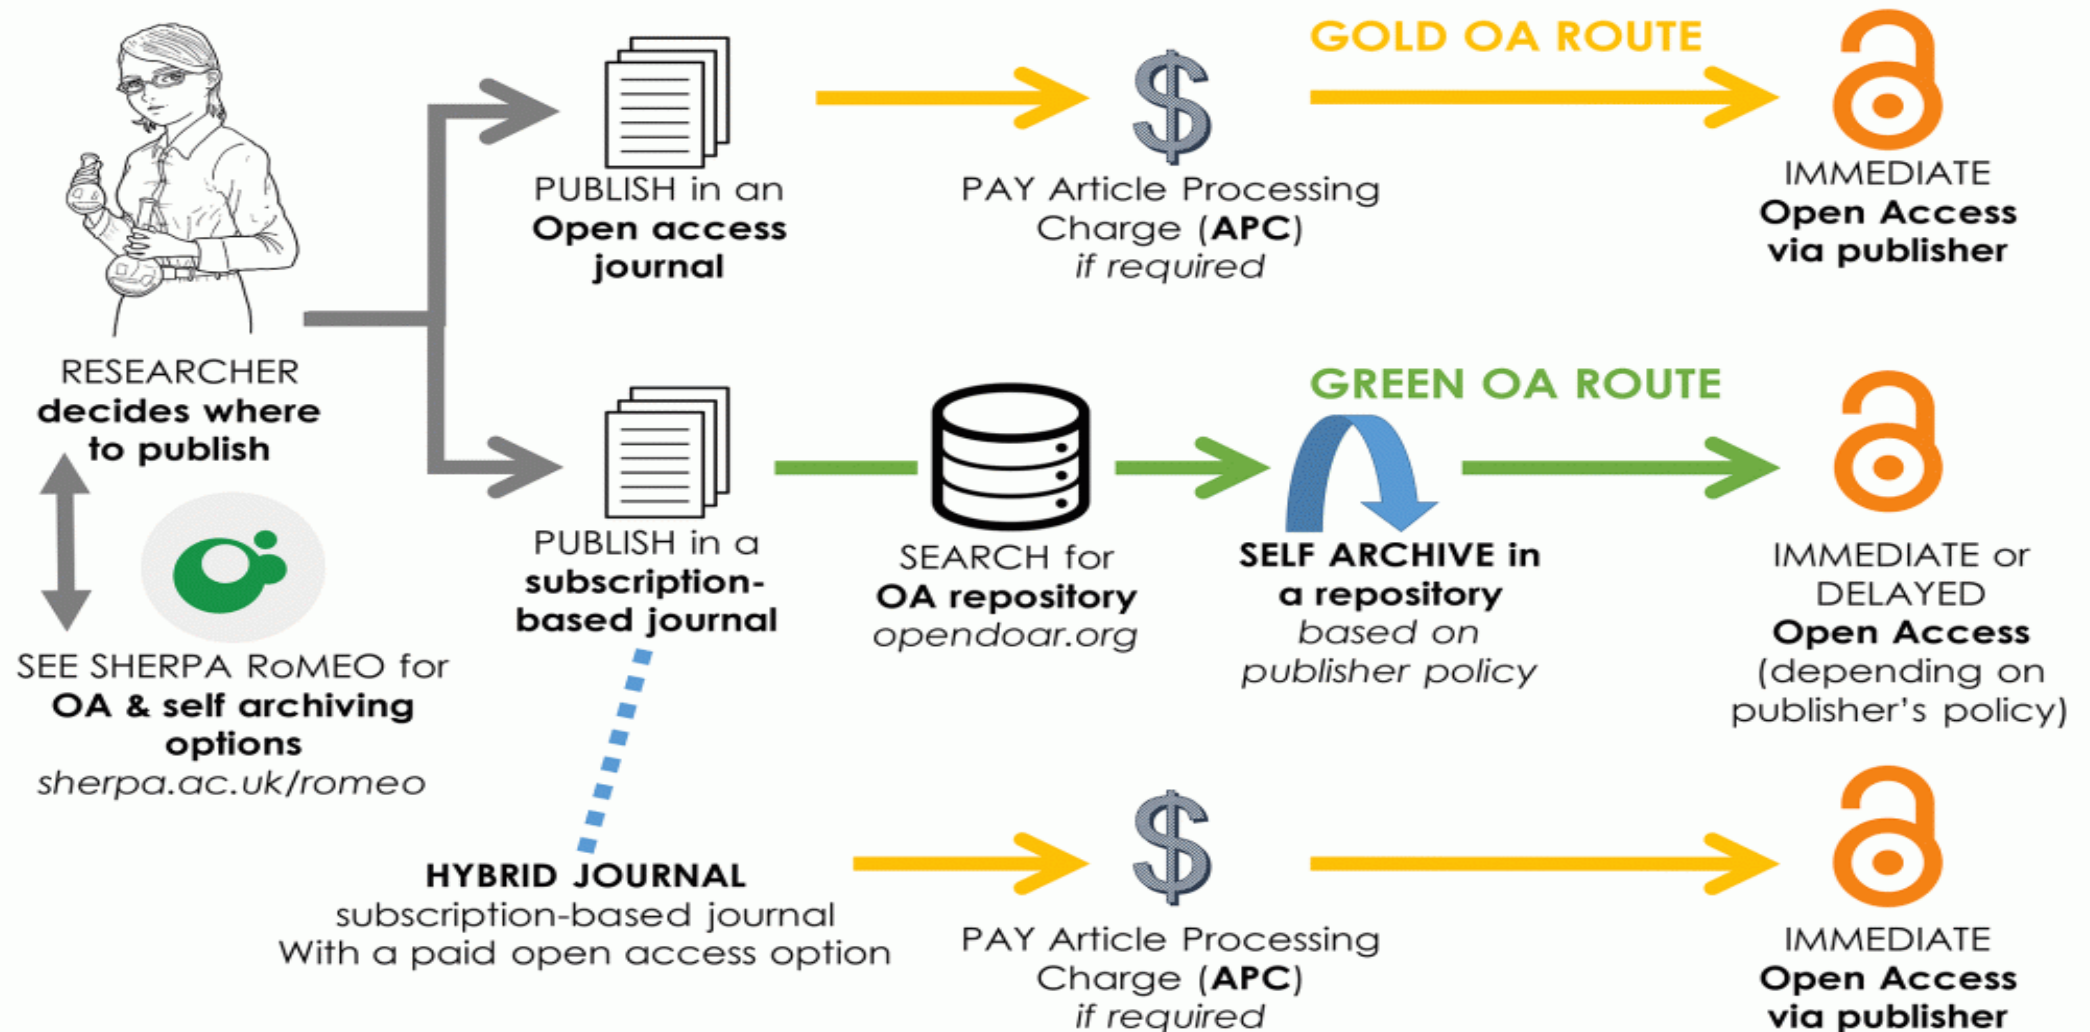 GOLD OA ROUTE
PUBLISH in an
Open access
journal
PAY Article Processing
Charge (APC)
if required
IMMEDIATE
Open Access
via publisher
RESEARCHER
decides where
to publish
SEE SHERPA RoMEO for
OA & self archiving
options
sherpa.ac.uk/romeo
GREEN OA ROUTE
PUBLISH in a
subscription-
based journal
SEARCH for
OA repository
opendoar.org
SELF ARCHIVE in
a repository
based on
publisher policy
IMMEDIATE or
DELAYED
Open Access
(depending on
publisher's policy)
HYBRID JOURNAL
subscription-based journal
With a paid open access option
PAY Article Processing
Charge (APC)
if required
IMMEDIATE
Open Access
via publisher